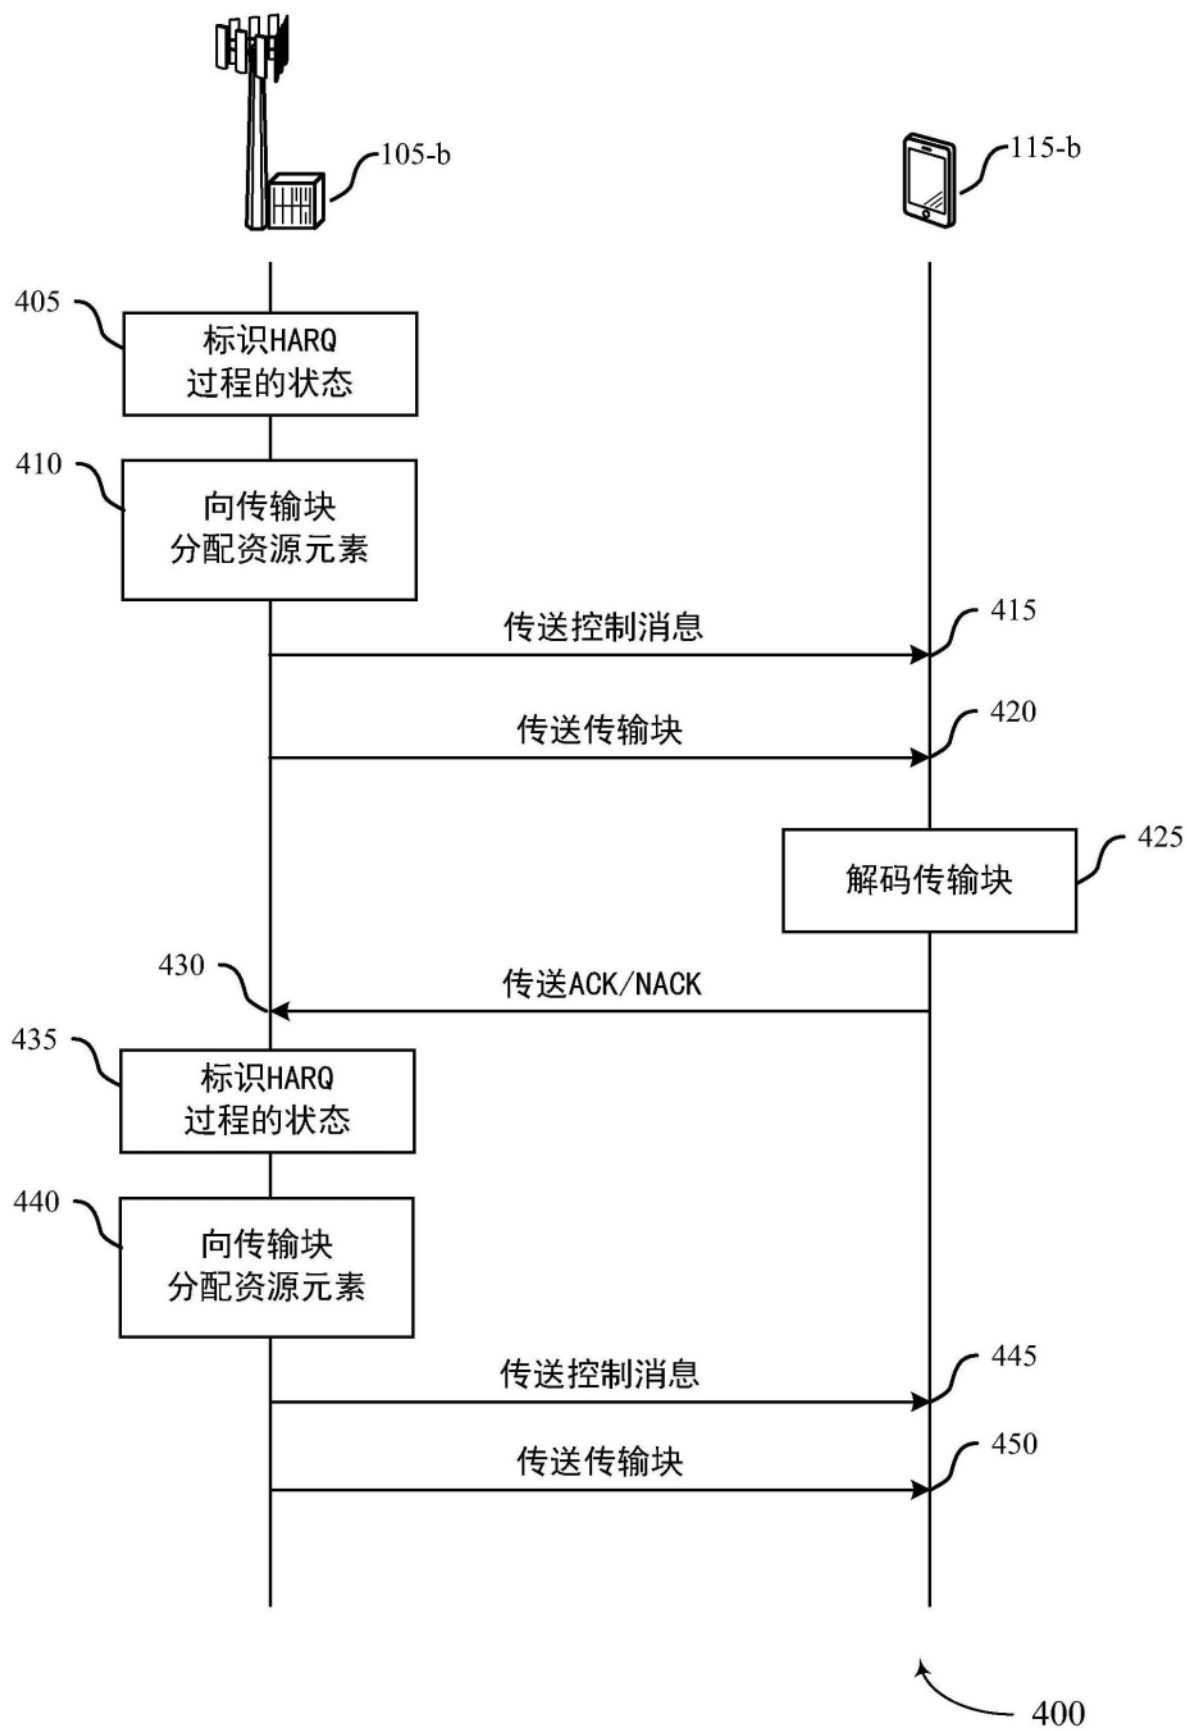 105-b
115-b
405
标识HARQ
过程的状态
410
向传输块
分配资源元素
传送控制消息
415
传送传输块
420
解码传输块
425
430
传送ACK/NACK
435
标识HARQ
过程的状态
440
向传输块
分配资源元素
传送控制消息
445
传送传输块
450
400